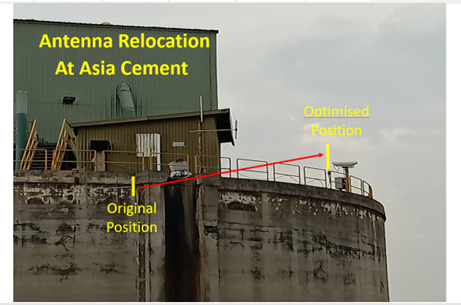 Antenna Relocation
At Asia Cement
Optimised
Position
Original
Position